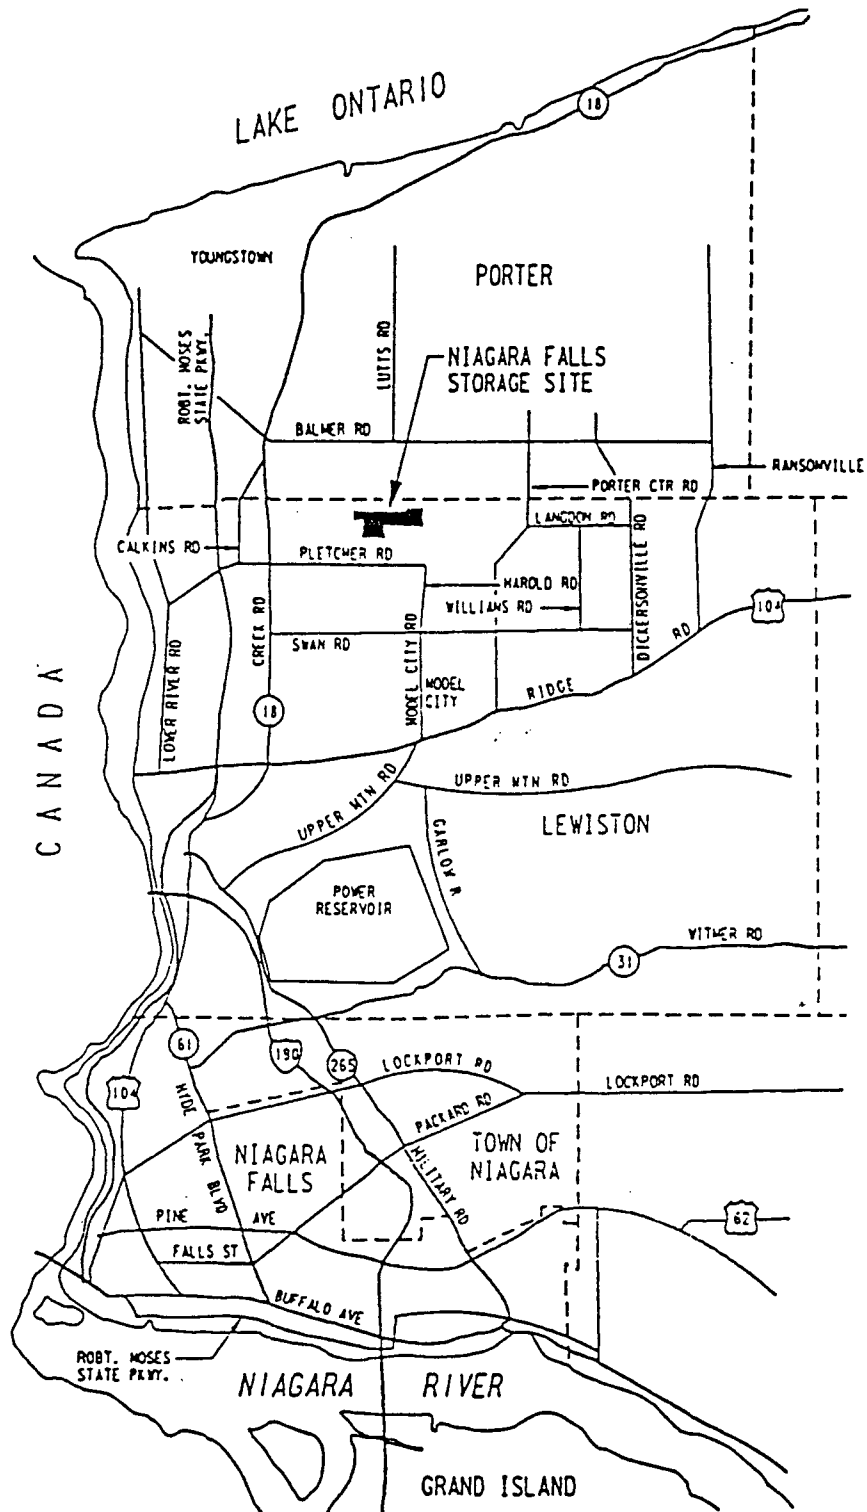 LAKE ONTARIO
18
YOUNGSTOWN
PORTER
ROBT. MOSES
STATE PKWY.
LUTTS RD
NIAGARA FALLS
STORAGE SITE
BALMER RD
RANSOMVILLE
PORTER CTR RD
LANGDON RD
CALKINS RD
PLETCHER RD
HAROLD RD
WILLIAMS RD
DICKERSONVILLE RD
104
CREEK RD
SWAN RD
LOWER RIVER RD
MODEL CITY RD
MODEL
CITY
RIDGE RD
18
CANADA
UPPER MTN RD
UPPER MTN RD
GARLOW R
LEWISTON
POWER
RESERVOIR
WITMER RD
31
61
190
265
LOCKPORT RD
LOCKPORT RD
104
HYDE PARK BLVD
PACKARD RD
NIAGARA
FALLS
TOWN OF
NIAGARA
MILITARY RD
PINE AVE
62
FALLS ST
BUFFALO AVE
ROBT. MOSES
STATE PKWY.
NIAGARA RIVER
GRAND ISLAND